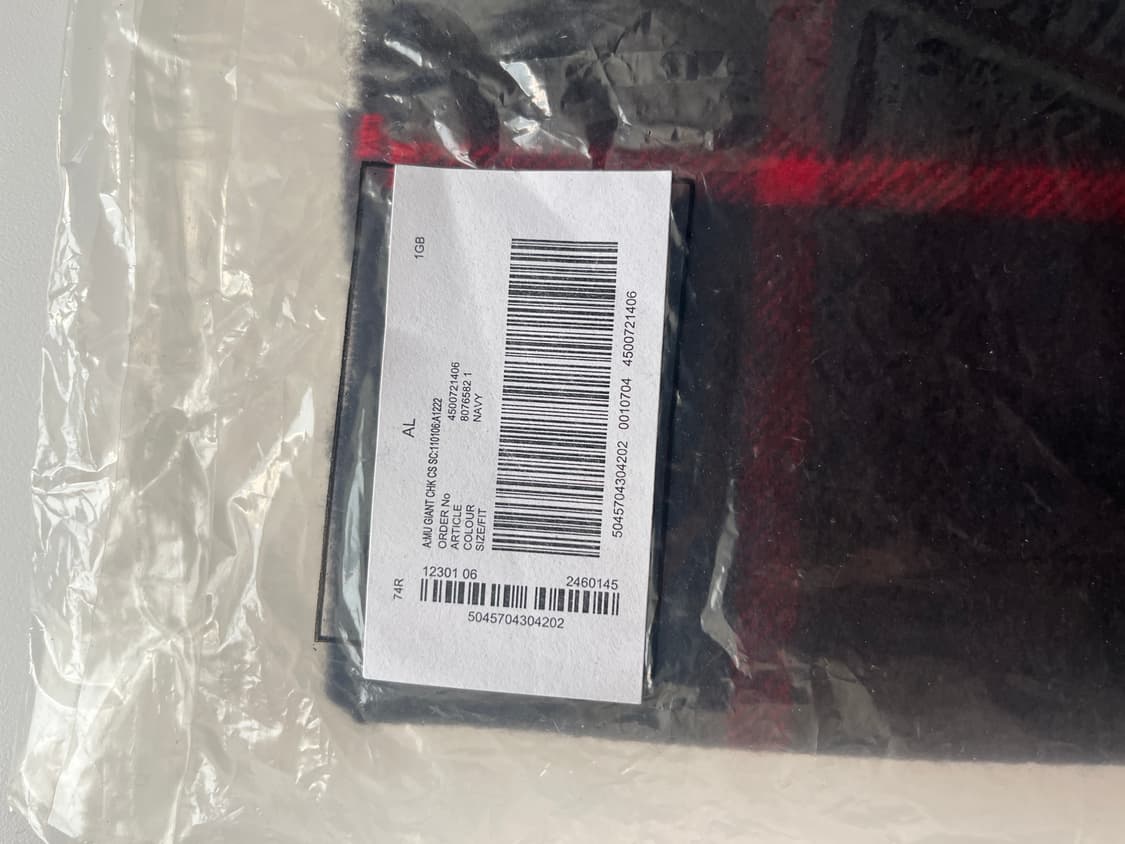 AL
1GB
A:MU GIANT CHK CS SC:110106:A1222
ORDER No 4500721406
ARTICLE 8076582 1
COLOUR NAVY
SIZE/FIT
5045704304202 0010704 4500721406
74R
12301 06
2460145
5045704304202